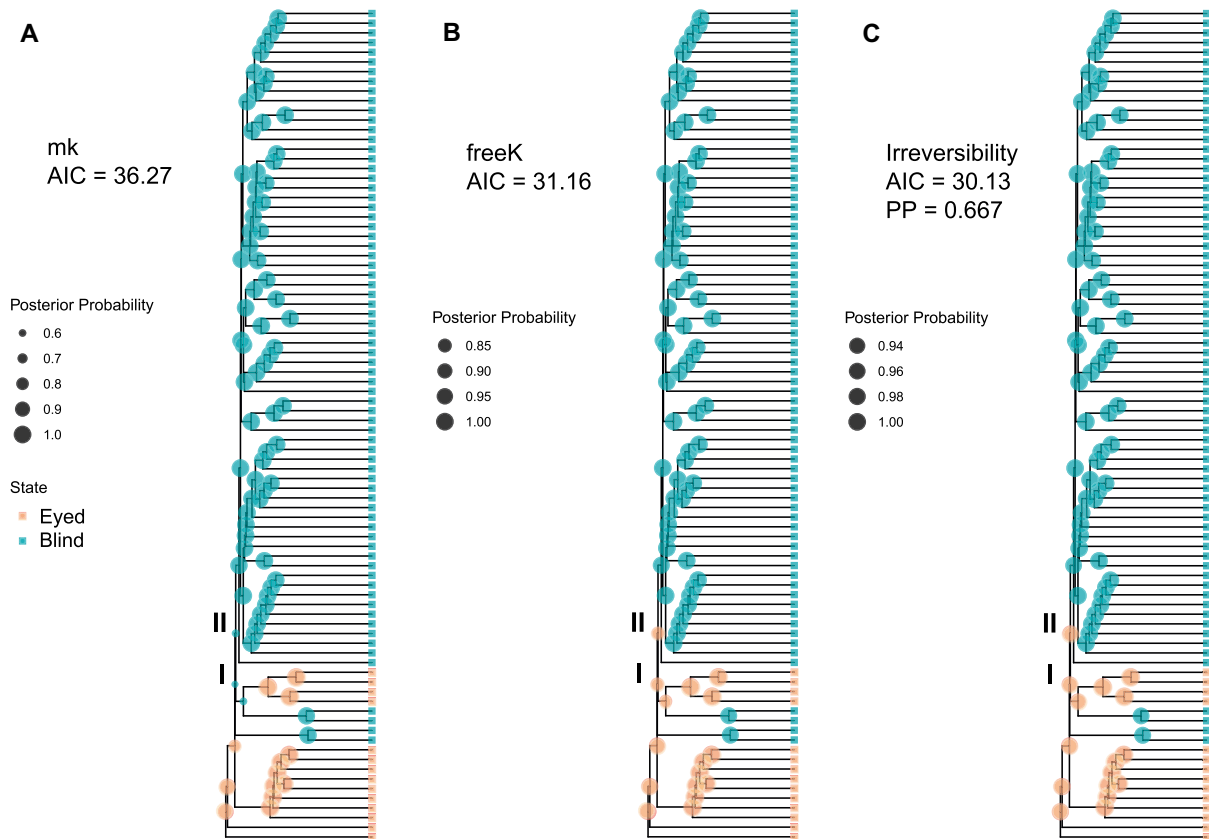 A
mk
AIC = 36.27
Posterior Probability
0.6
0.7
0.8
0.9
1.0
State
Eyed
Blind
II
I
B
freeK
AIC = 31.16
Posterior Probability
0.85
0.90
0.95
1.00
II
I
C
Irreversibility
AIC = 30.13
PP = 0.667
Posterior Probability
0.94
0.96
0.98
1.00
II
I